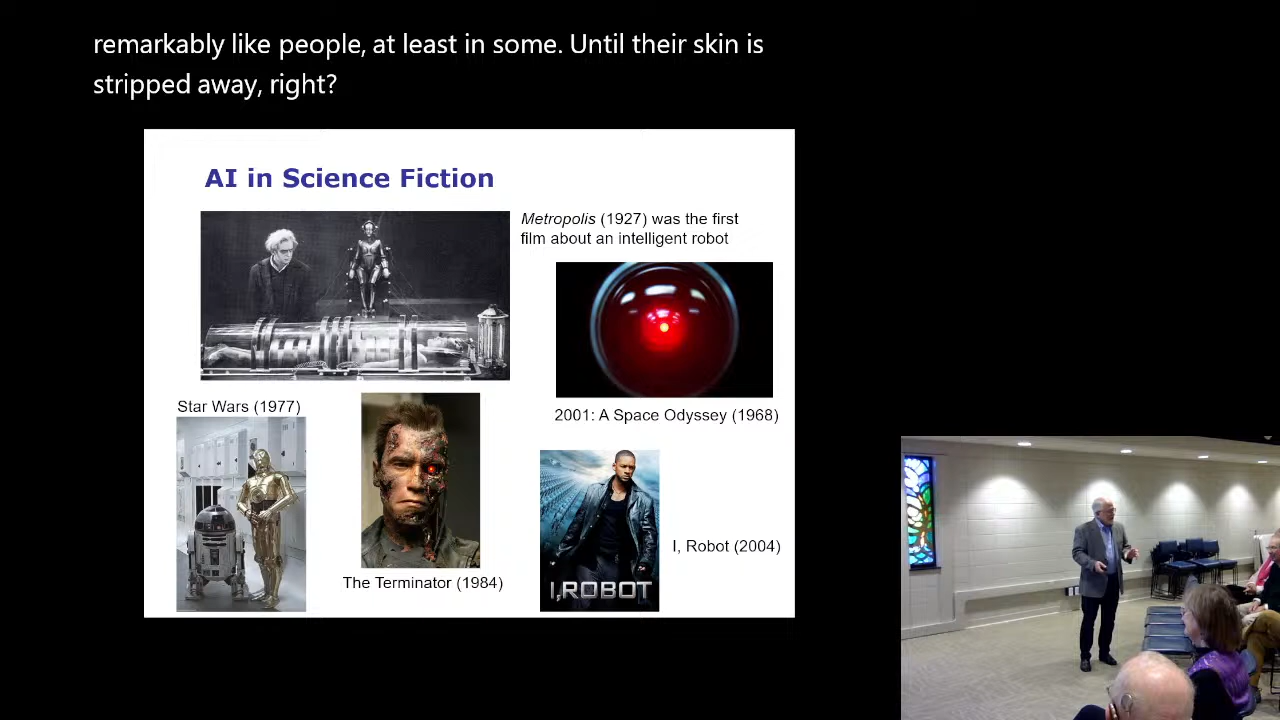 remarkably like people, at least in some. Until their skin is
stripped away, right?
AI in Science Fiction
Metropolis (1927) was the first
film about an intelligent robot
2001: A Space Odyssey (1968)
Star Wars (1977)
The Terminator (1984)
I,ROBOT
I, Robot (2004)